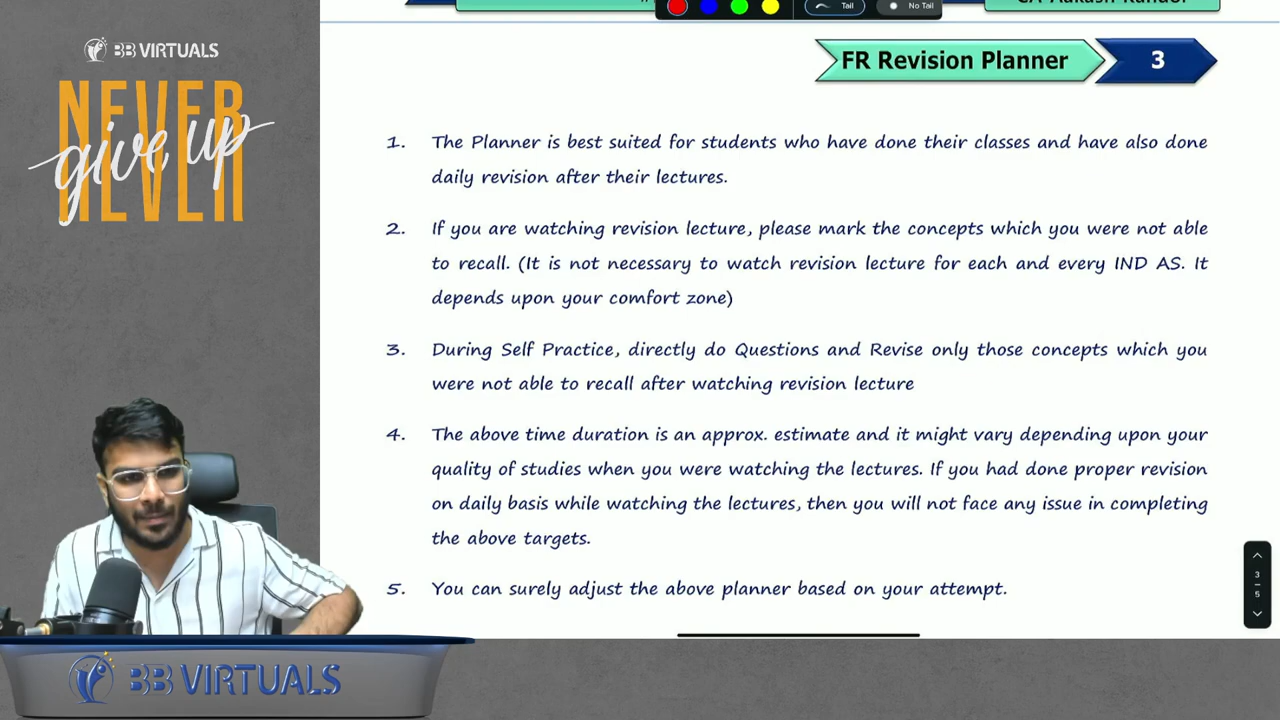 Tail
No Tail
BB VIRTUALS
FR Revision Planner
3
NEVER
give up
NEVER
1. The Planner is best suited for students who have done their classes and have also done
daily revision after their lectures.
2. If you are watching revision lecture, please mark the concepts which you were not able
to recall. (It is not necessary to watch revision lecture for each and every IND AS. It
depends upon your comfort zone)
3. During Self Practice, directly do Questions and Revise only those concepts which you
were not able to recall after watching revision lecture
4. The above time duration is an approx. estimate and it might vary depending upon your
quality of studies when you were watching the lectures. If you had done proper revision
on daily basis while watching the lectures, then you will not face any issue in completing
the above targets.
5. You can surely adjust the above planner based on your attempt.
3
5
BB VIRTUALS